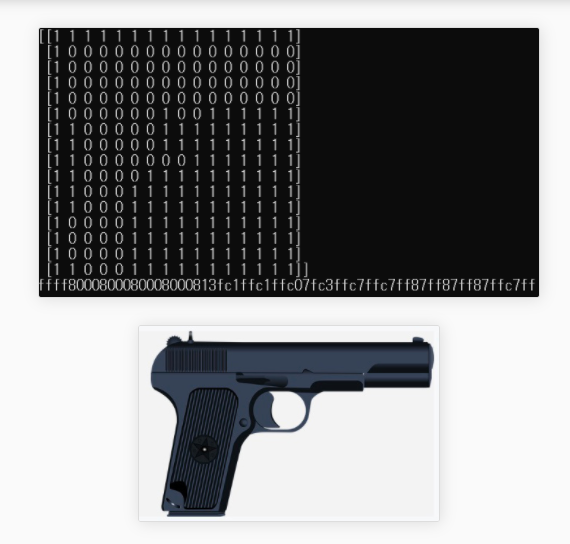 [[1 1 1 1 1 1 1 1 1 1 1 1 1 1 1 1]
[1 0 0 0 0 0 0 0 0 0 0 0 0 0 0 0]
[1 0 0 0 0 0 0 0 0 0 0 0 0 0 0 0]
[1 0 0 0 0 0 0 0 0 0 0 0 0 0 0 0]
[1 0 0 0 0 0 0 0 0 0 0 0 0 0 0 0]
[1 0 0 0 0 0 0 1 0 0 1 1 1 1 1 1]
[1 1 0 0 0 0 0 1 1 1 1 1 1 1 1 1]
[1 1 0 0 0 0 0 1 1 1 1 1 1 1 1 1]
[1 1 0 0 0 0 0 0 0 1 1 1 1 1 1 1]
[1 1 0 0 0 0 1 1 1 1 1 1 1 1 1 1]
[1 1 0 0 0 1 1 1 1 1 1 1 1 1 1 1]
[1 1 0 0 0 1 1 1 1 1 1 1 1 1 1 1]
[1 0 0 0 0 1 1 1 1 1 1 1 1 1 1 1]
[1 0 0 0 0 1 1 1 1 1 1 1 1 1 1 1]
[1 0 0 0 0 1 1 1 1 1 1 1 1 1 1 1]
[1 1 0 0 0 1 1 1 1 1 1 1 1 1 1 1]]
ffff8000800080008000813fc1ffc1ffc07fc3ffc7ffc7ff87ff87ff87ffc7ff